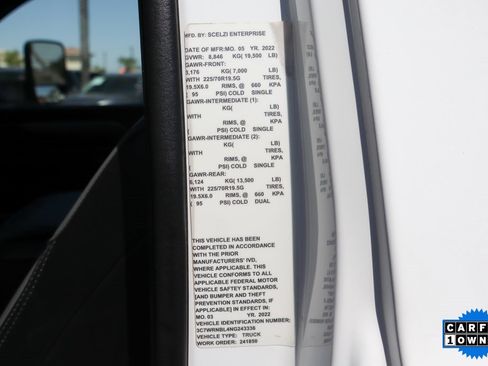 MFD. BY: SCELZI ENTERPRISE
DATE OF MFR:MO. 05 YR. 2022
GVWR: 8,846 KG( 19,500 LB)
GAWR-FRONT:
3,176 KG( 7,000 LB)
WITH 225/70R19.5G TIRES,
19.5X6.0 RIMS, @ 660 KPA
( 95 PSI) COLD SINGLE
GAWR-INTERMEDIATE (1):
KG( LB)
WITH TIRES,
RIMS, @ KPA
( PSI) COLD SINGLE
GAWR-INTERMEDIATE (2):
KG( LB)
WITH TIRES,
RIMS, @ KPA
( PSI) COLD SINGLE
GAWR-REAR:
6,124 KG( 13,500 LB)
WITH 225/70R19.5G TIRES,
19.5X6.0 RIMS, @ 660 KPA
( 95 PSI) COLD DUAL
THIS VEHICLE HAS BEEN
COMPLETED IN ACCORDANCE
WITH THE PRIOR
MANUFACTURERS' IVD,
WHERE APPLICABLE. THIS
VEHICLE CONFORMS TO ALL
APPLICABLE FEDERAL MOTOR
VEHICLE SAFTEY STANDARDS,
[AND BUMPER AND THEFT
PREVENTION STANDARDS, IF
APPLICABLE] IN EFFECT IN:
MO. 03 YR. 2022
VEHICLE IDENTIFICATION NUMBER:
3C7WRNBL4NG243336
VEHICLE TYPE: TRUCK
WORK ORDER: 241850
CARF
1 OWN